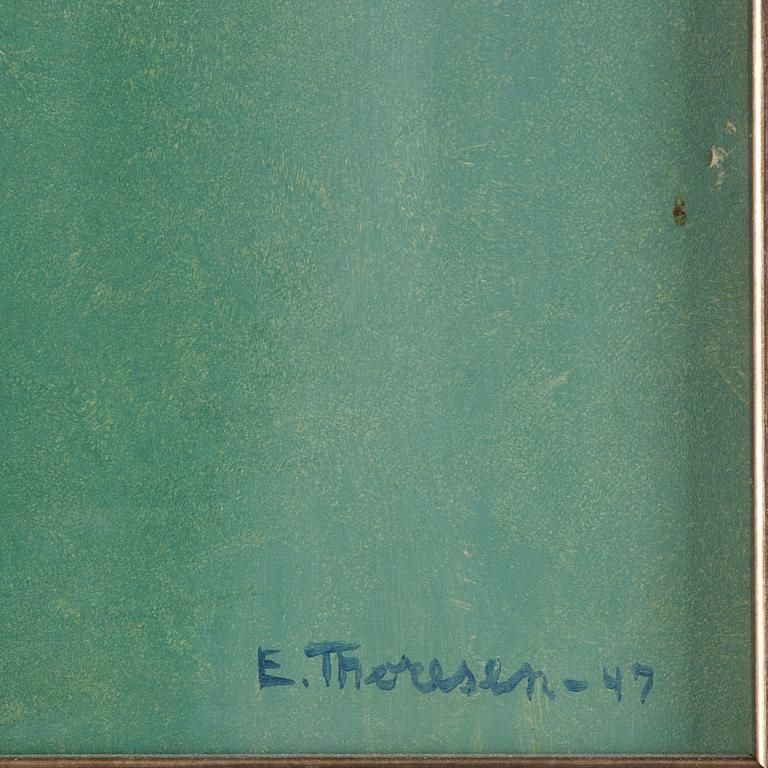 E. Thoresen - 47